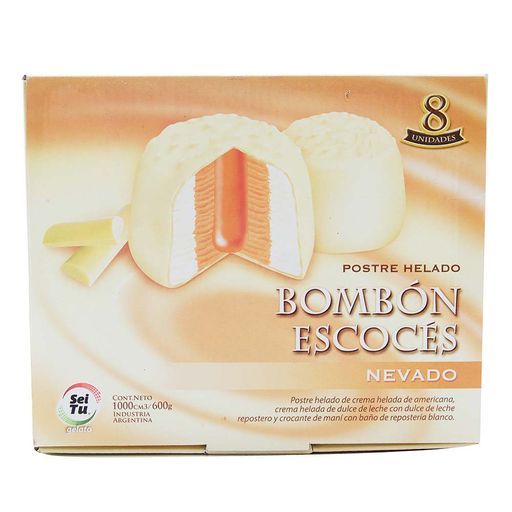 8
UNIDADES
POSTRE HELADO
BOMBÓN
ESCOCÉS
NEVADO
Sei
Tu
gelato
CONT.NETO
1000CM3/600g
INDUSTRIA
ARGENTINA
Postre helado de crema helada de americana,
crema helada de dulce de leche con dulce de leche
repostero y crocante de maní con baño de repostería blanco.